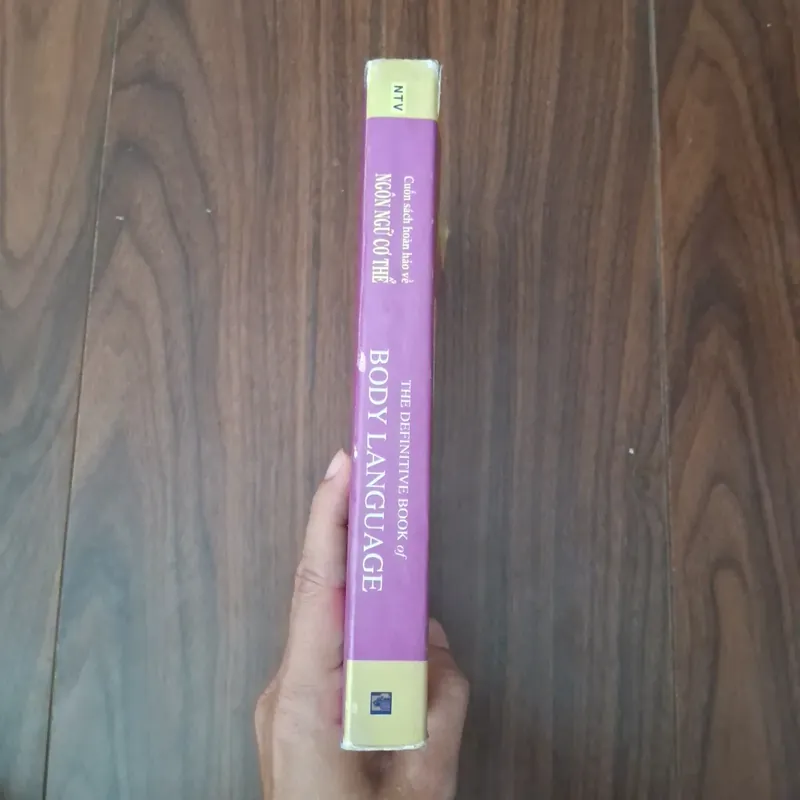 NTV
Cuốn sách hoàn hảo về
NGÔN NGỮ CƠ THỂ
THE DEFINITIVE BOOK of
BODY LANGUAGE